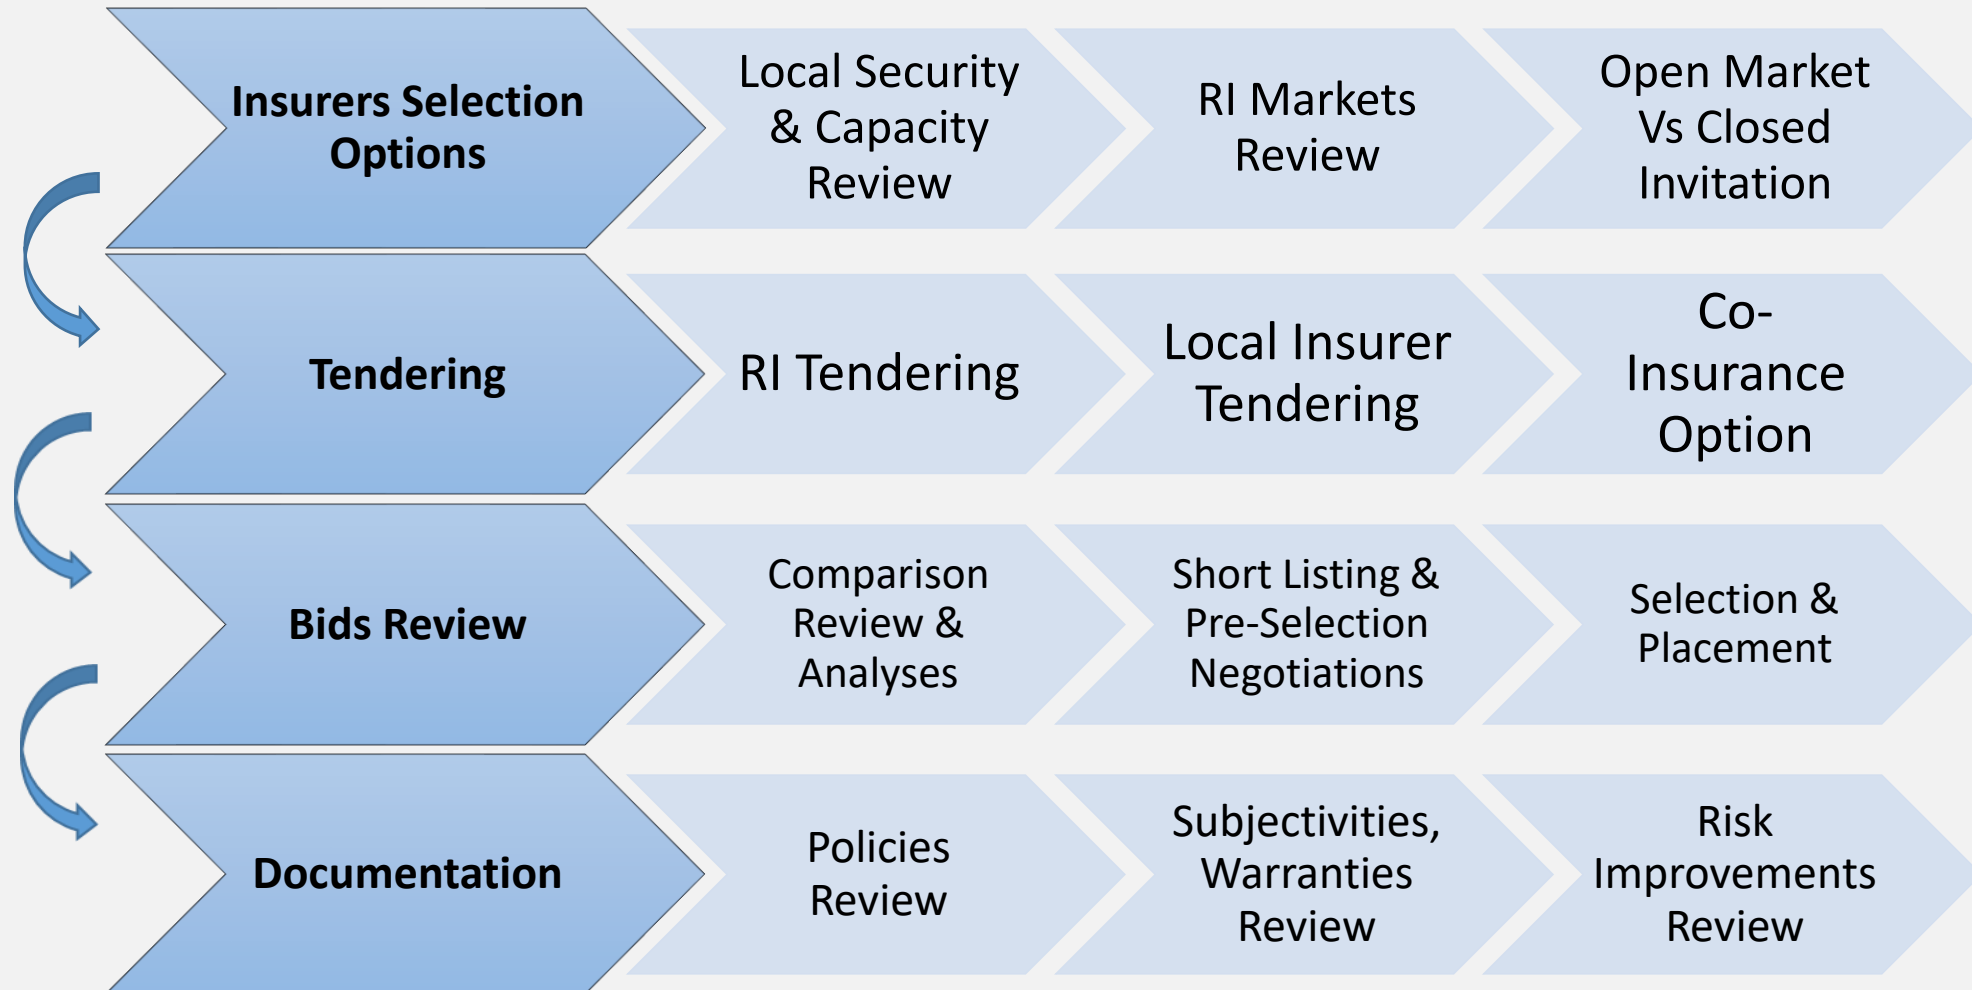 Insurers Selection
Options
Local Security
& Capacity
Review
RI Markets
Review
Open Market
Vs Closed
Invitation
Tendering
RI Tendering
Local Insurer
Tendering
Co-
Insurance
Option
Bids Review
Comparison
Review &
Analyses
Short Listing &
Pre-Selection
Negotiations
Selection &
Placement
Documentation
Policies
Review
Subjectivities,
Warranties
Review
Risk
Improvements
Review